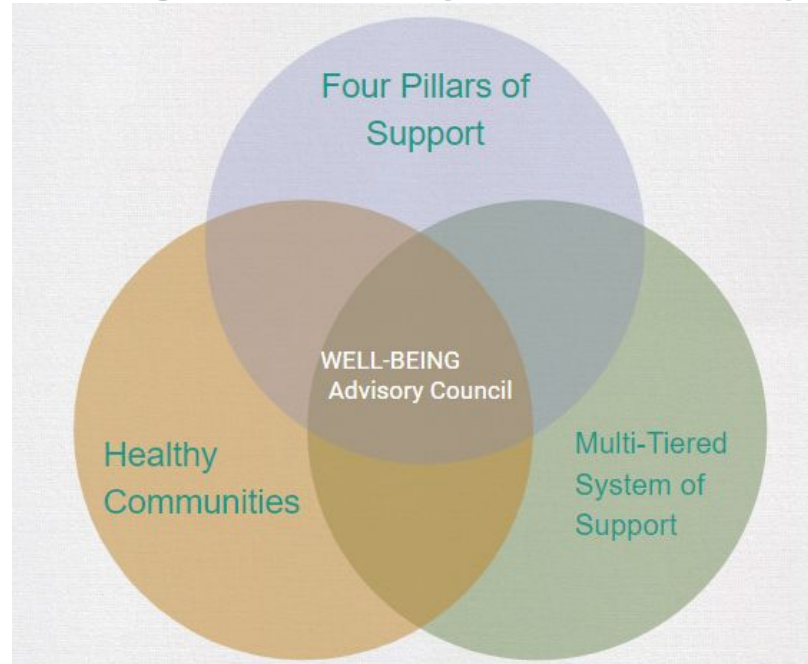 Four Pillars of
Support
WELL-BEING
Advisory Council
Healthy
Communities
Multi-Tiered
System of
Support